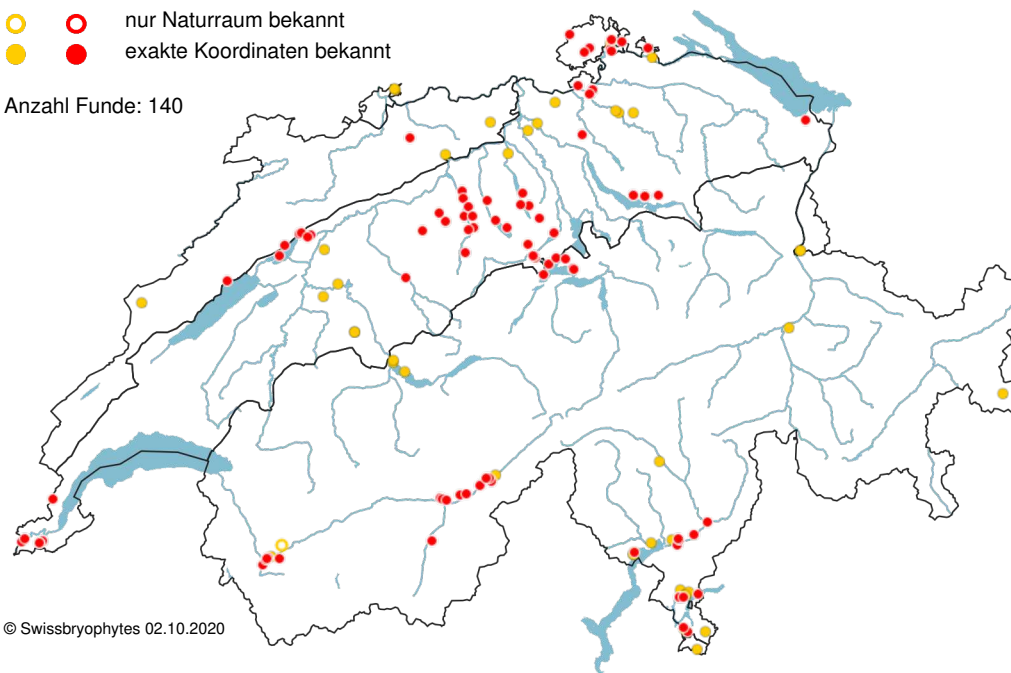 nur Naturraum bekannt
exakte Koordinaten bekannt
Anzahl Funde: 140
© Swissbryophytes 02.10.2020